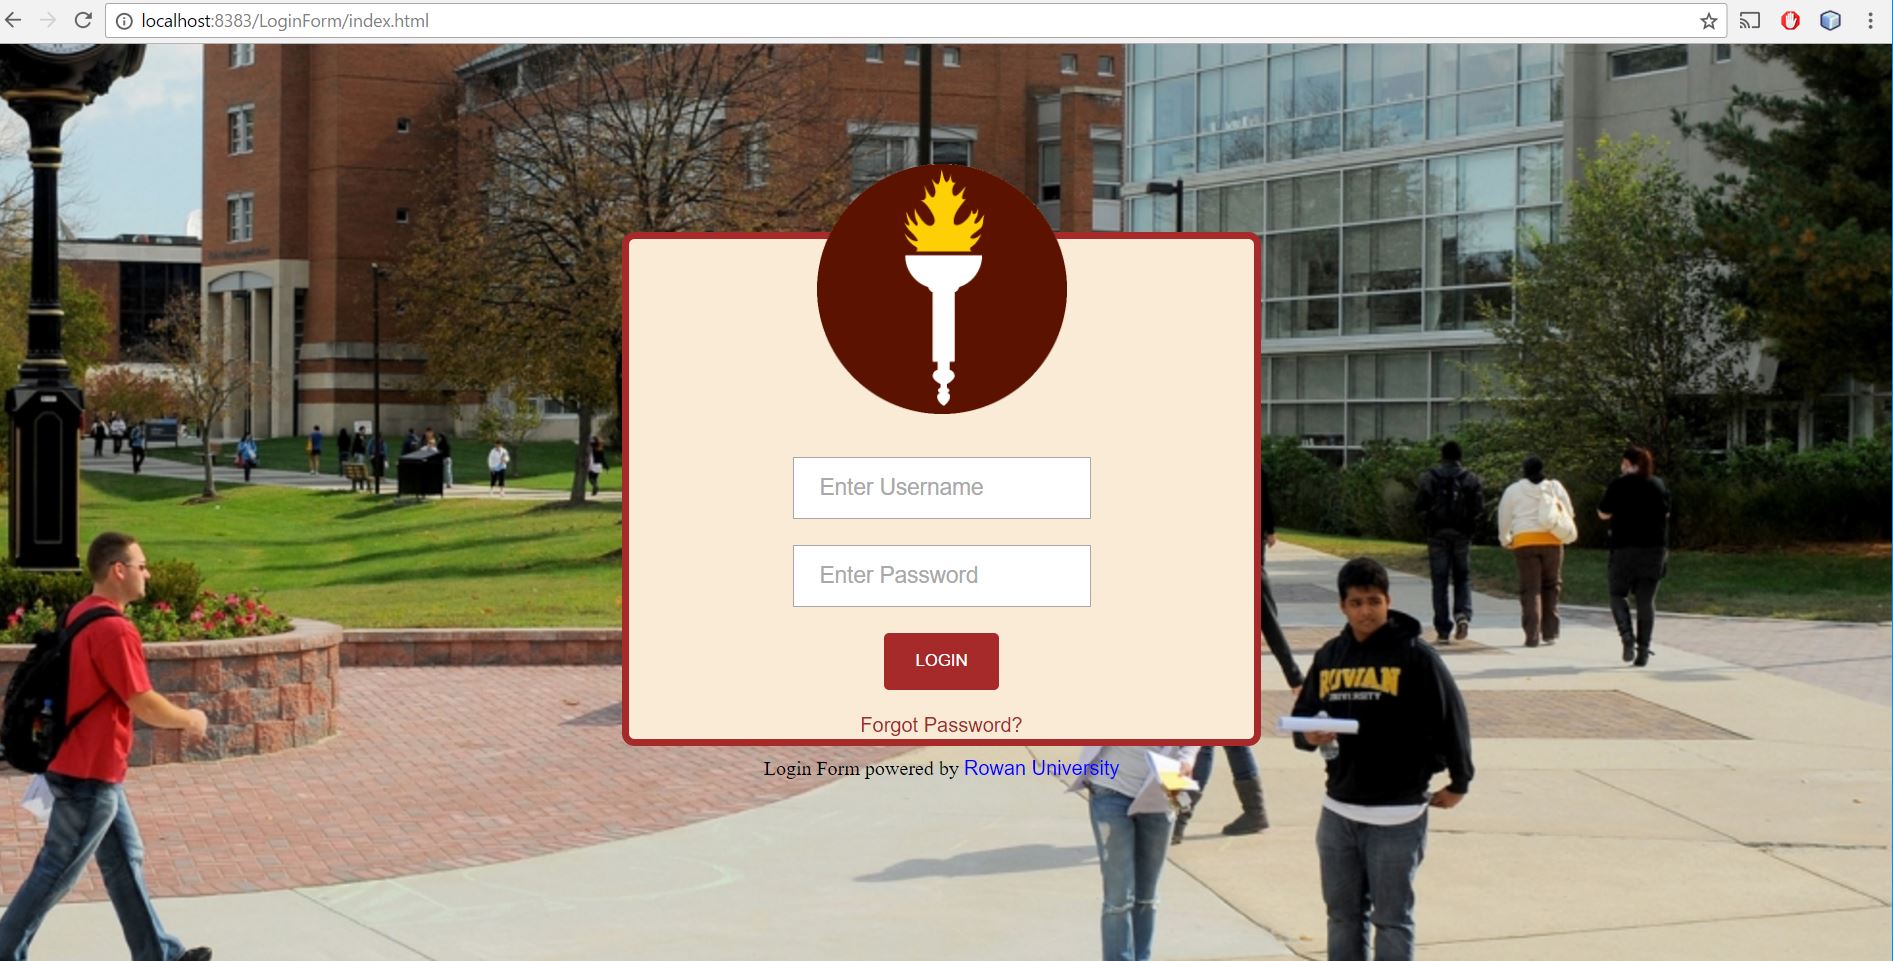 localhost:8383/LoginForm/index.html
Enter Username
Enter Password
LOGIN
Forgot Password?
Login Form powered by Rowan University
ROWAN
UNIVERSITY